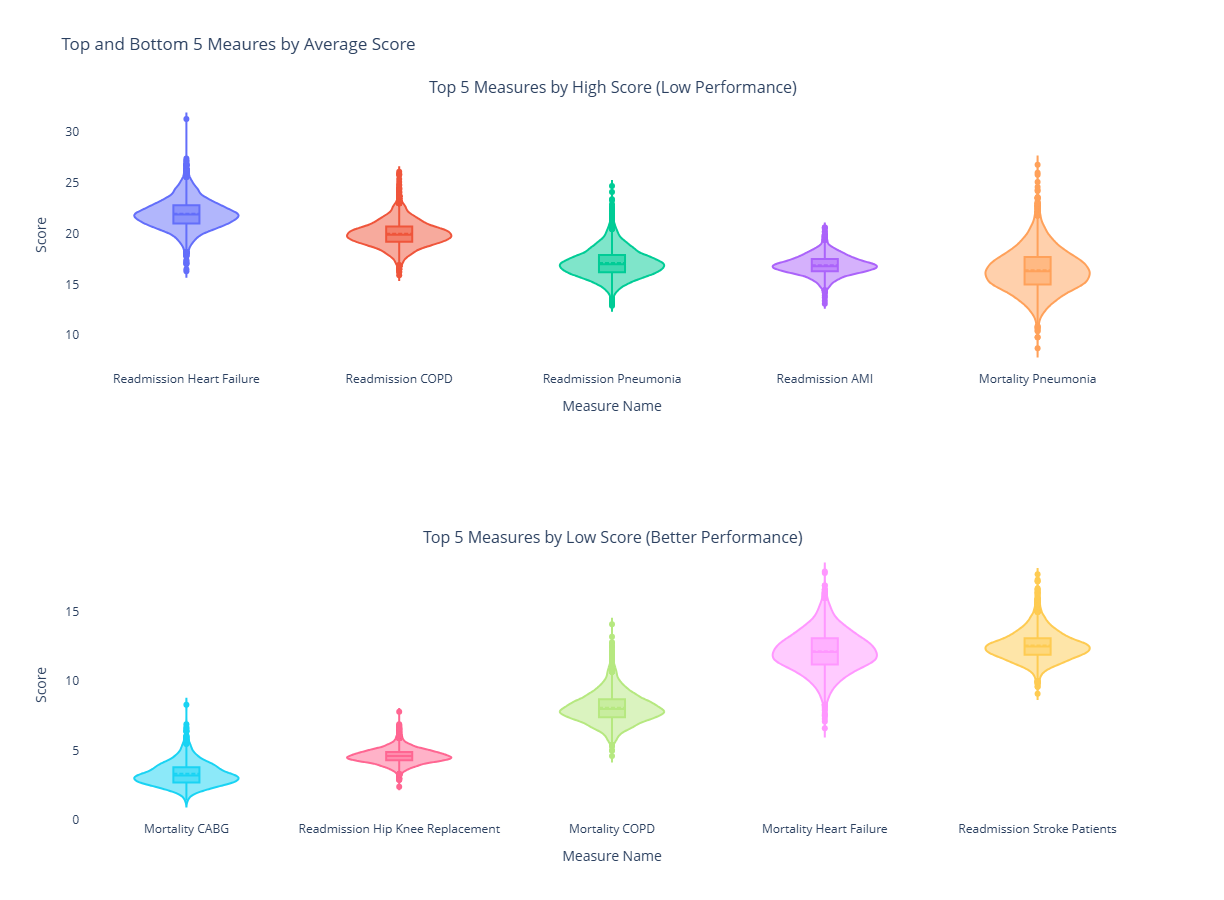 Top and Bottom 5 Meaures by Average Score
Top 5 Measures by High Score (Low Performance)
30
25
20
15
10
Score
Readmission Heart Failure
Readmission COPD
Readmission Pneumonia
Readmission AMI
Mortality Pneumonia
Measure Name
Top 5 Measures by Low Score (Better Performance)
15
10
5
0
Score
Mortality CABG
Readmission Hip Knee Replacement
Mortality COPD
Mortality Heart Failure
Readmission Stroke Patients
Measure Name